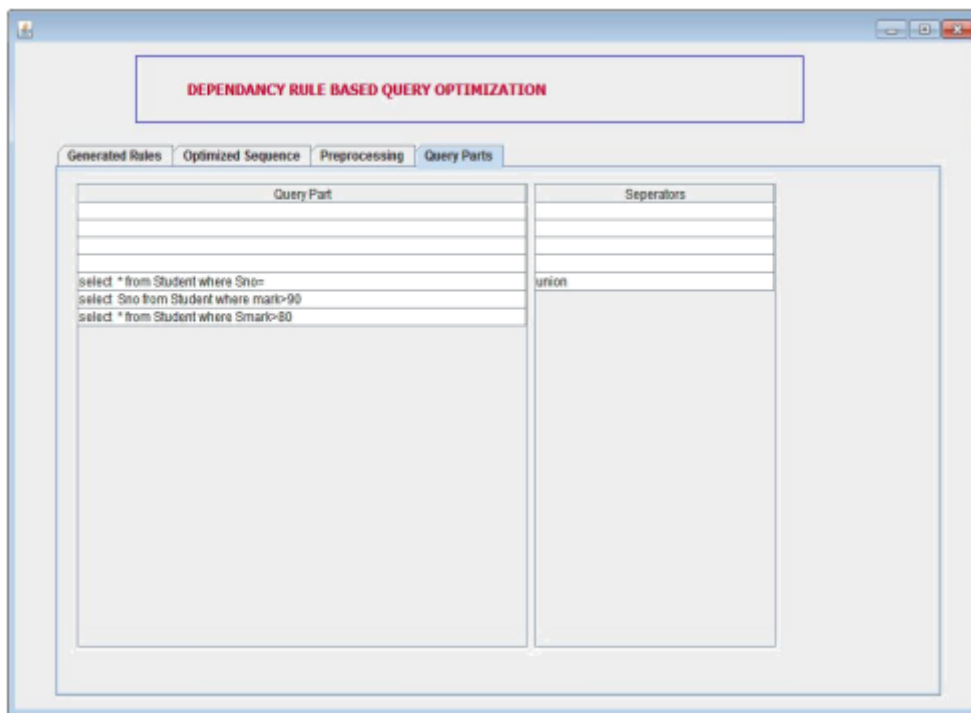 DEPENDANCY RULE BASED QUERY OPTIMIZATION
Generated Rules Optimized Sequence Preprocessing Query Parts
Query Part Seperators
select * from Student where Sno= union
select Sno from Student where mark>90
select * from Student where Smark>80